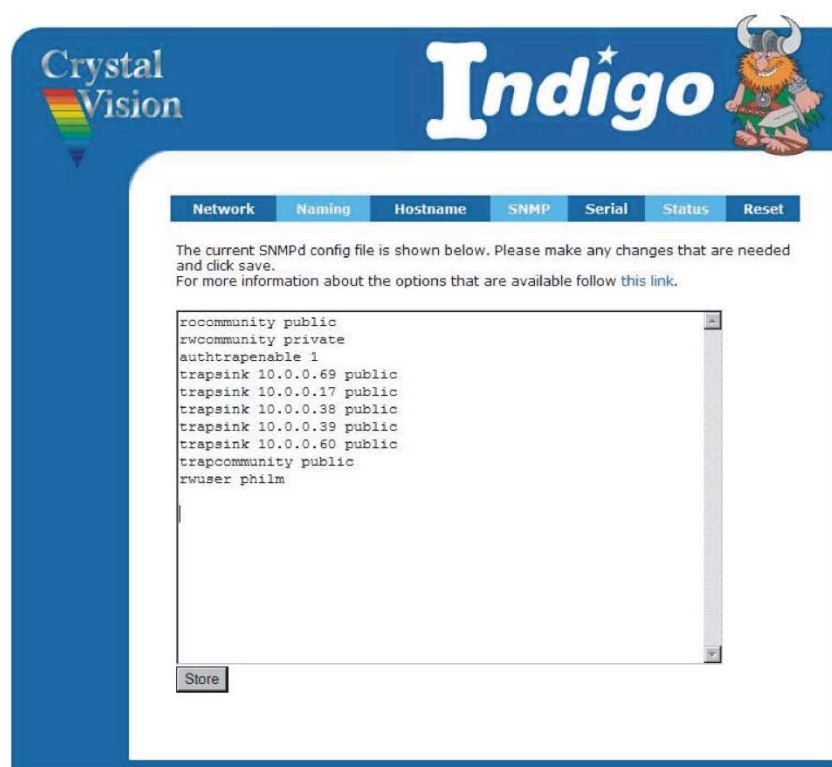 Crystal
Vision
Indigo
Network Naming Hostname SNMP Serial Status Reset
The current SNMPd config file is shown below. Please make any changes that are needed
and click save.
For more information about the options that are available follow this link.
rocommunity public
rwcommunity private
authtrapenable 1
trapsink 10.0.0.69 public
trapsink 10.0.0.17 public
trapsink 10.0.0.38 public
trapsink 10.0.0.39 public
trapsink 10.0.0.60 public
trapcommunity public
rwuser philm
Store